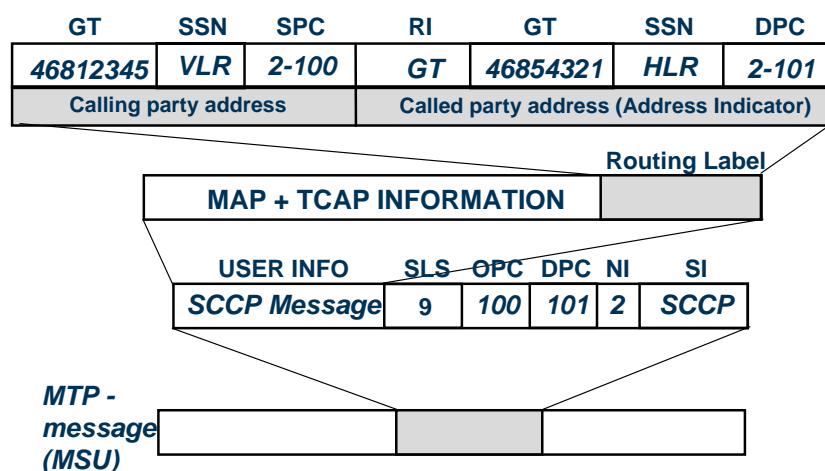 GT SSN SPC RI GT SSN DPC
46812345 VLR 2-100 GT 46854321 HLR 2-101
Calling party address Called party address (Address Indicator)
Routing Label
MAP + TCAP INFORMATION
USER INFO SLS OPC DPC NI SI
SCCP Message 9 100 101 2 SCCP
MTP -
message
(MSU)